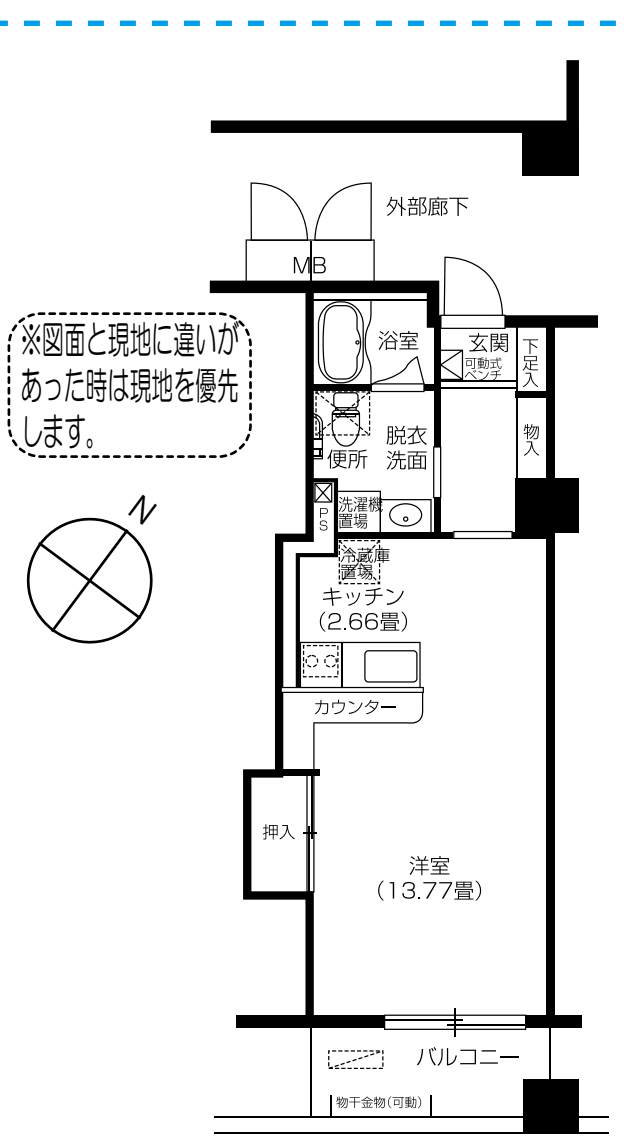 外部廊下
MB
※図面と現地に違いが
あった時は現地を優先
します。
浴室
玄関
可動式
ベンチ
下足入
物入
便所
脱衣
洗面
PS
洗濯機
置場
N
冷蔵庫
置場
キッチン
(2.66畳)
カウンター
押入
洋室
(13.77畳)
バルコニー
物干金物(可動)